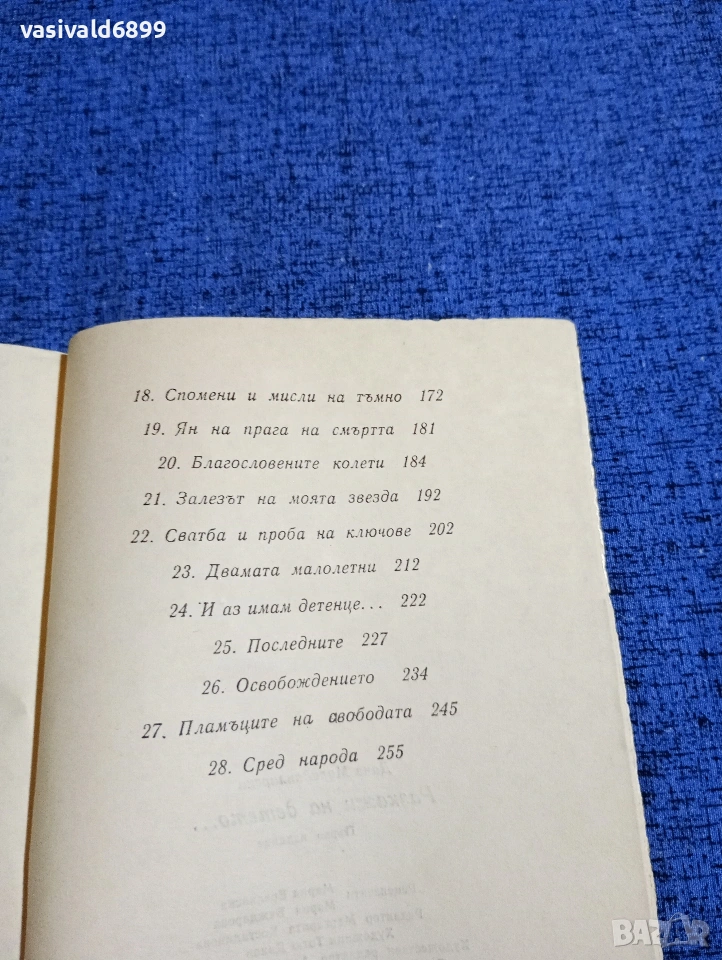 vasivald6899
18. Спомени и мисли на тъмно 172
19. Ян на прага на смъртта 181
20. Благословените колети 184
21. Залезът на моята звезда 192
22. Сватба и проба на ключове 202
23. Двамата малолетни 212
24. И аз имам детенце... 222
25. Последните 227
26. Освобождението 234
27. Пламъците на авободата 245
28. Сред народа 255
BAZAR